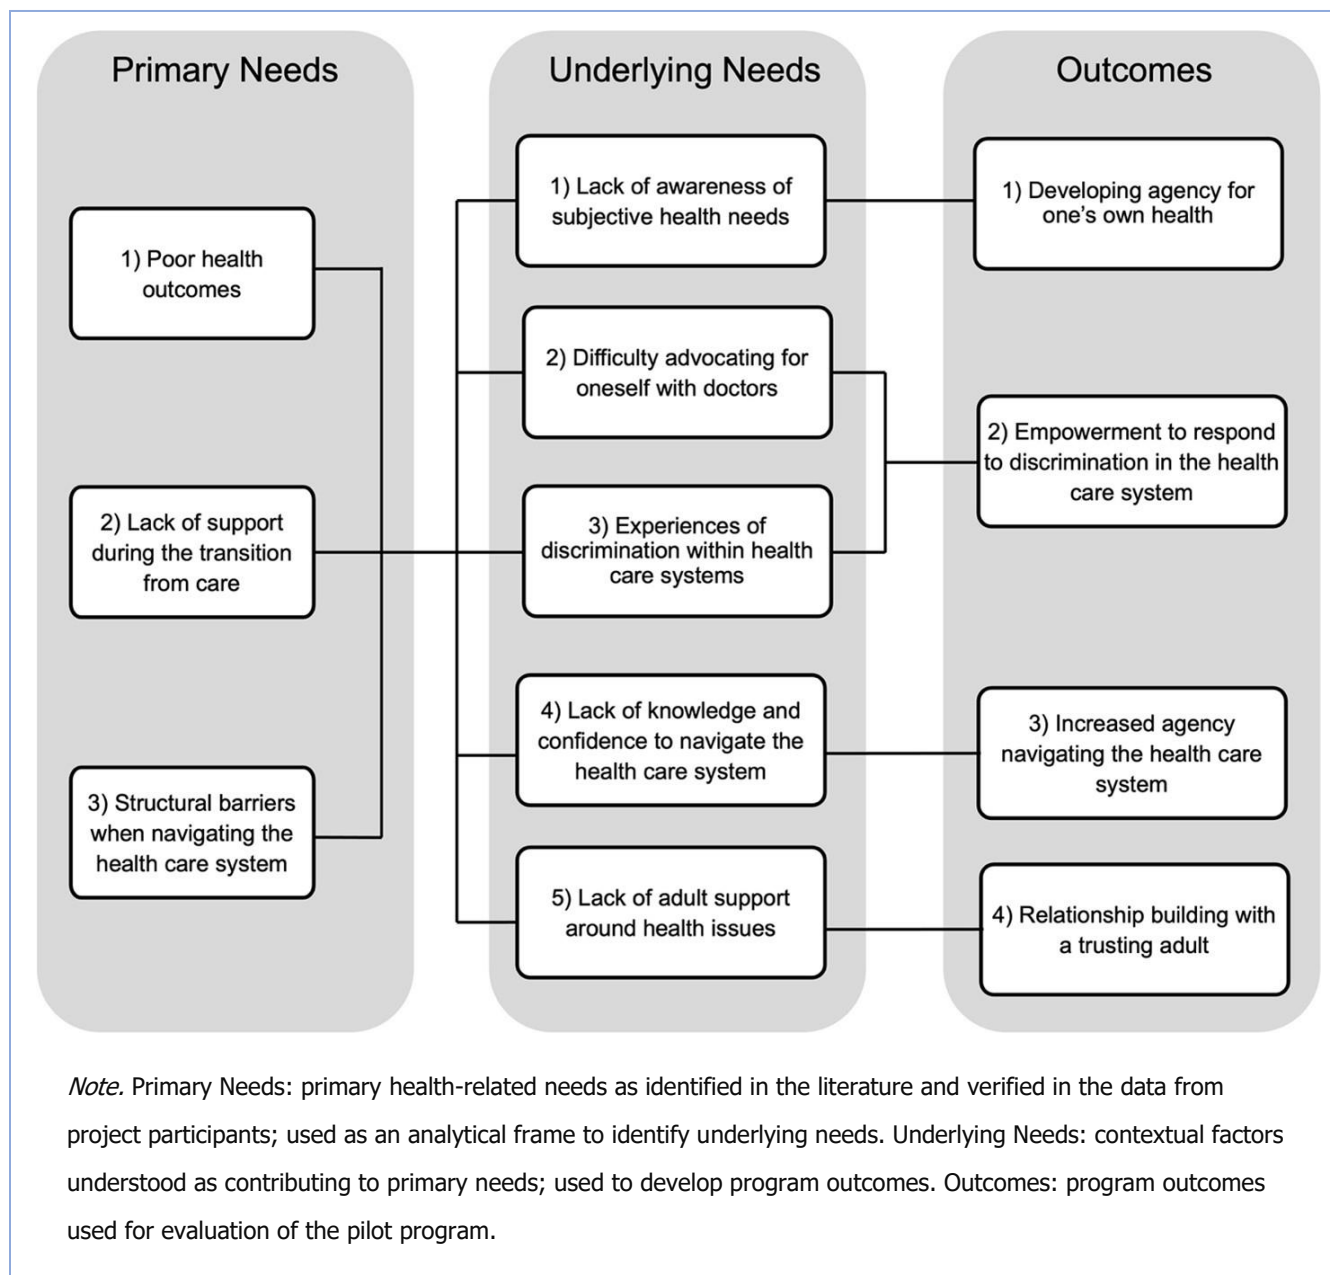 Primary Needs
1) Poor health
outcomes
2) Lack of support
during the transition
from care
3) Structural barriers
when navigating the
health care system
Underlying Needs
1) Lack of awareness of
subjective health needs
2) Difficulty advocating for
oneself with doctors
3) Experiences of
discrimination within health
care systems
4) Lack of knowledge and
confidence to navigate the
health care system
5) Lack of adult support
around health issues
Outcomes
1) Developing agency for
one's own health
2) Empowerment to respond
to discrimination in the health
care system
3) Increased agency
navigating the health care
system
4) Relationship building with
a trusting adult
Note. Primary Needs: primary health-related needs as identified in the literature and verified in the data from
project participants; used as an analytical frame to identify underlying needs. Underlying Needs: contextual factors
understood as contributing to primary needs; used to develop program outcomes. Outcomes: program outcomes
used for evaluation of the pilot program.